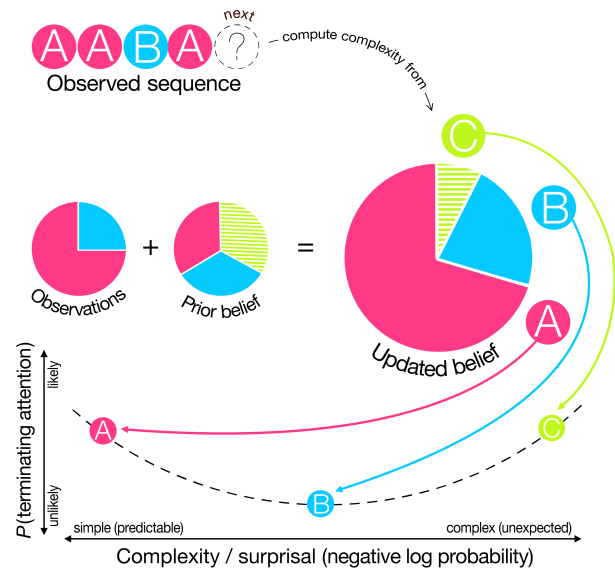 next
A A B A ?
Observed sequence
compute complexity from
C
B
A
Observations
+
Prior belief
=
Updated belief
P(terminating attention)
likely
unlikely
A
B
C
simple (predictable)
complex (unexpected)
Complexity / surprisal (negative log probability)